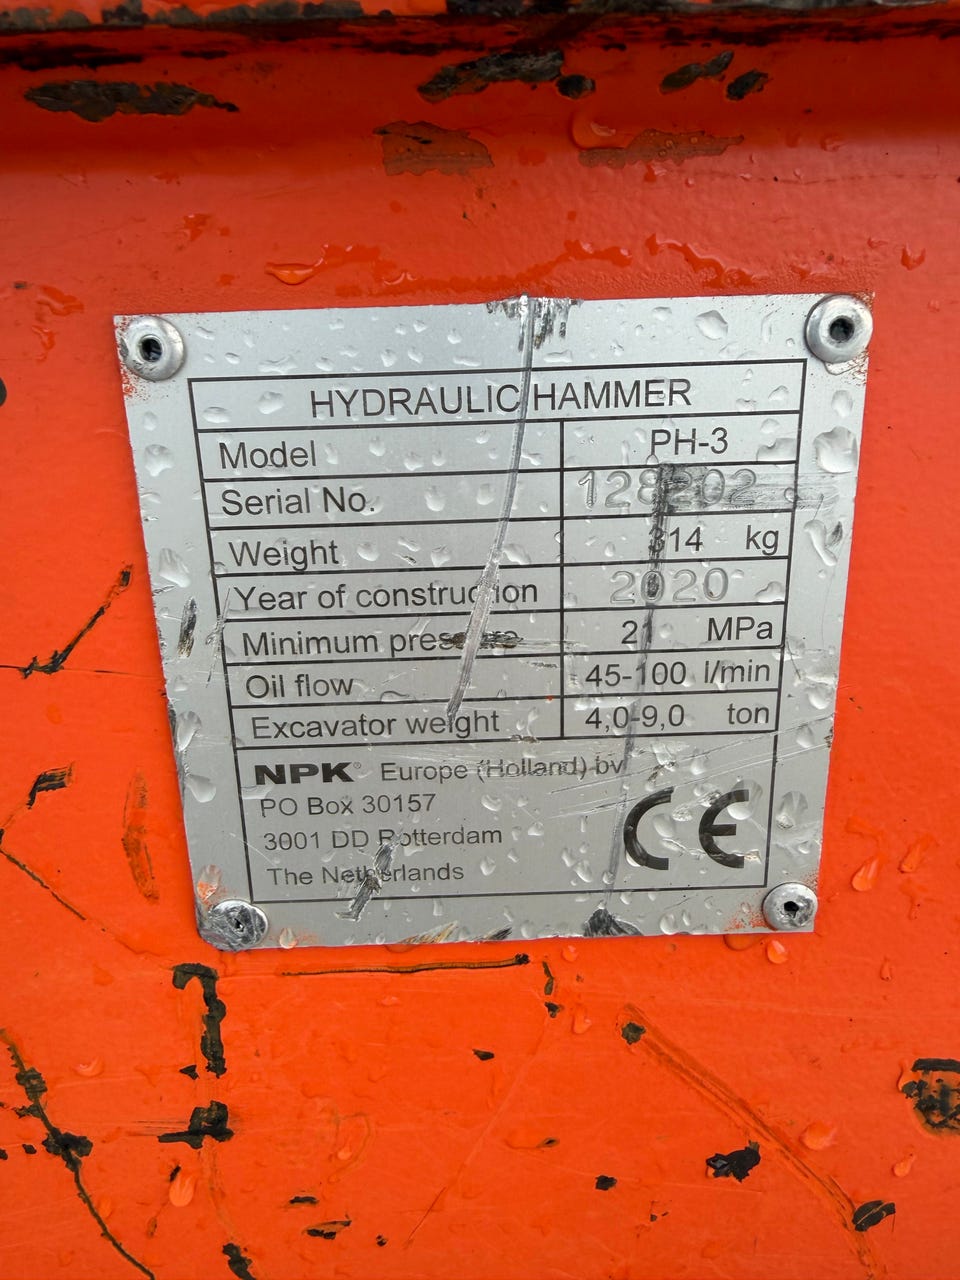 HYDRAULIC HAMMER
Model PH-3
Serial No.
Weight 314 kg
Year of construction 2020
Minimum pressure 21 MPa
Oil flow 45-100 l/min
Excavator weight 4,0-9,0 ton
NPK® Europe (Holland) bv
PO Box 30157
3001 DD Rotterdam
The Netherlands
CE